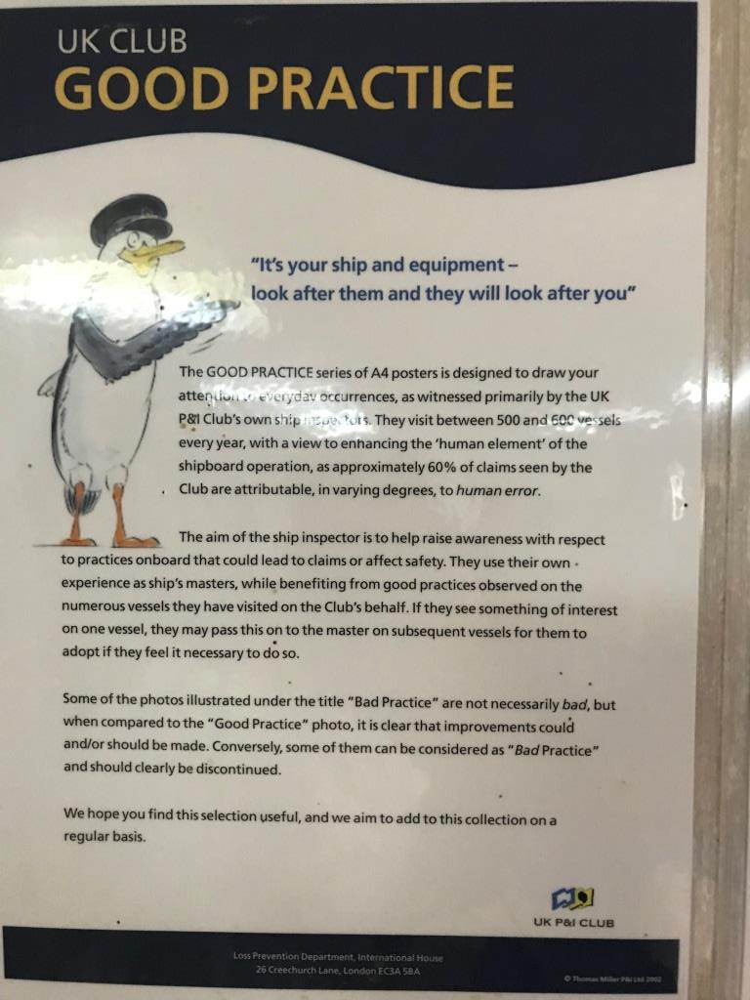 UK CLUB
GOOD PRACTICE
“It’s your ship and equipment –
look after them and they will look after you”
The GOOD PRACTICE series of A4 posters is designed to draw your
attention to everyday occurrences, as witnessed primarily by the UK
P&I Club’s own ship inspectors. They visit between 500 and 600 vessels
every year, with a view to enhancing the ‘human element’ of the
shipboard operation, as approximately 60% of claims seen by the
Club are attributable, in varying degrees, to human error.
The aim of the ship inspector is to help raise awareness with respect
to practices onboard that could lead to claims or affect safety. They use their own
experience as ship’s masters, while benefiting from good practices observed on the
numerous vessels they have visited on the Club’s behalf. If they see something of interest
on one vessel, they may pass this on to the master on subsequent vessels for them to
adopt if they feel it necessary to do so.
Some of the photos illustrated under the title “Bad Practice” are not necessarily bad, but
when compared to the “Good Practice” photo, it is clear that improvements could
and/or should be made. Conversely, some of them can be considered as “Bad Practice”
and should clearly be discontinued.
We hope you find this selection useful, and we aim to add to this collection on a
regular basis.
UK P&I CLUB
Loss Prevention Department, International House
26 Creechurch Lane, London EC3A 5BA
© Thomas Miller P&I Ltd 2002